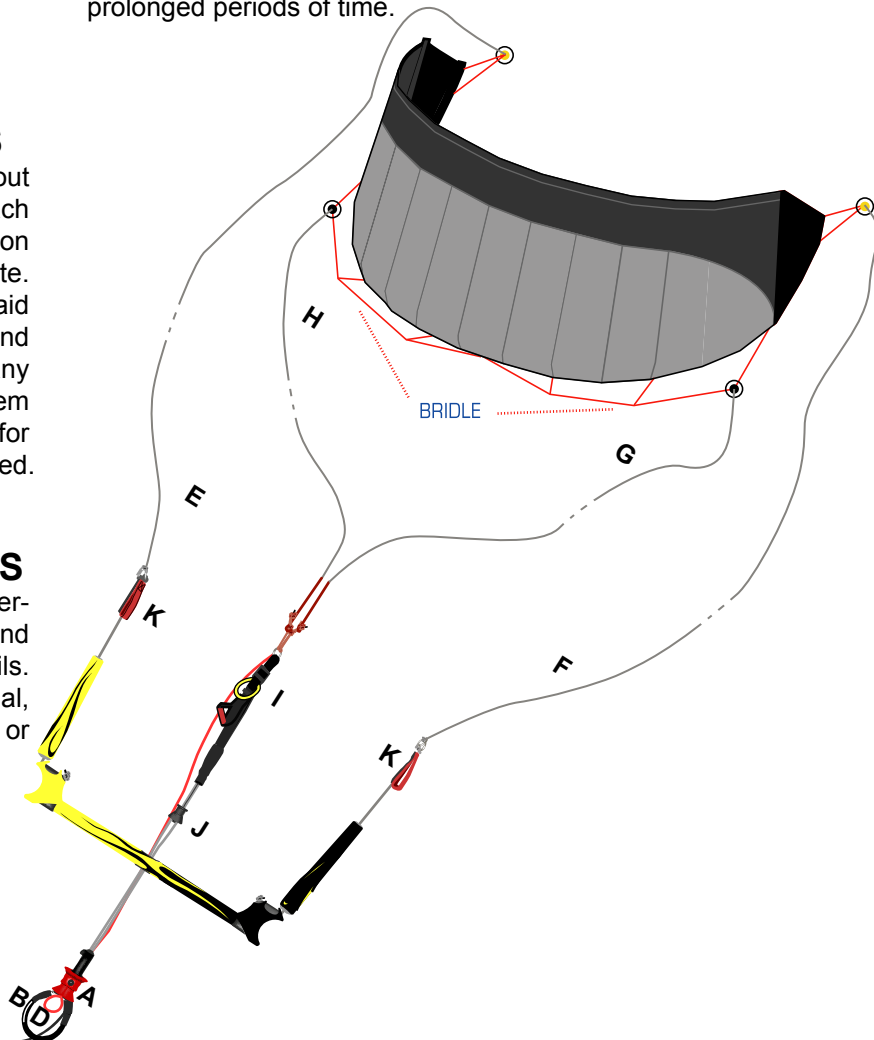 prolonged periods of time.
S
out
ch
on
te.
aid
nd
ny
em
for
ed.
S
er-
nd
ils.
al,
or
H
BRIDLE
G
E
K
F
I
K
J
B
A
D